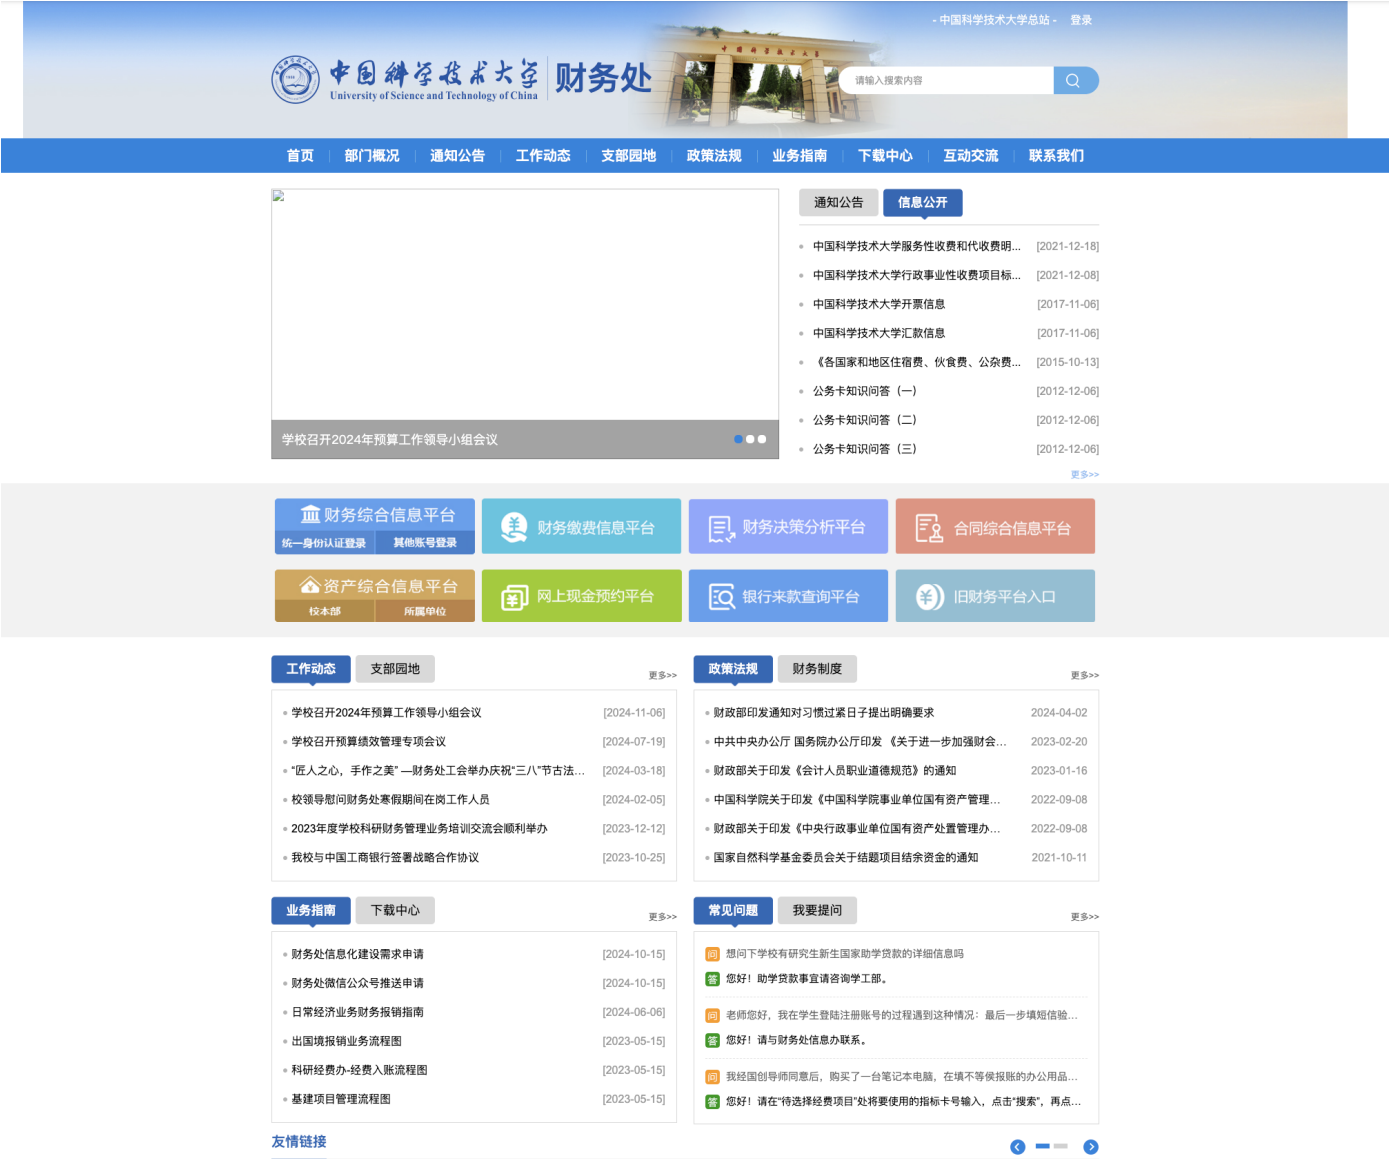 - 中国科学技术大学总站 - 登录
中国科学技术大学 财务处
University of Science and Technology of China
中国科学技术大学
请输入搜索内容
首页 部门概况 通知公告 工作动态 支部园地 政策法规 业务指南 下载中心 互动交流 联系我们
学校召开2024年预算工作领导小组会议
通知公告 信息公开
中国科学技术大学服务性收费和代收费明... [2021-12-18]
中国科学技术大学行政事业性收费项目标... [2021-12-08]
中国科学技术大学开票信息 [2017-11-06]
中国科学技术大学汇款信息 [2017-11-06]
《各国家和地区住宿费、伙食费、公杂费... [2015-10-13]
公务卡知识问答（一） [2012-12-06]
公务卡知识问答（二） [2012-12-06]
公务卡知识问答（三） [2012-12-06]
更多>>
财务综合信息平台
统一身份认证登录 其他账号登录
财务缴费信息平台
财务决策分析平台
合同综合信息平台
资产综合信息平台
校本部 所属单位
网上现金预约平台
银行来款查询平台
旧财务平台入口
工作动态 支部园地 更多>>
学校召开2024年预算工作领导小组会议 [2024-11-06]
学校召开预算绩效管理专项会议 [2024-07-19]
“匠人之心，手作之美” —财务处工会举办庆祝“三八”节古法... [2024-03-18]
校领导慰问财务处寒假期间在岗工作人员 [2024-02-05]
2023年度学校科研财务管理业务培训交流会顺利举办 [2023-12-12]
我校与中国工商银行签署战略合作协议 [2023-10-25]
政策法规 财务制度 更多>>
财政部印发通知对习惯过紧日子提出明确要求 2024-04-02
中共中央办公厅 国务院办公厅印发 《关于进一步加强财会... 2023-02-20
财政部关于印发《会计人员职业道德规范》的通知 2023-01-16
中国科学院关于印发《中国科学院事业单位国有资产管理... 2022-09-08
财政部关于印发《中央行政事业单位国有资产处置管理办... 2022-09-08
国家自然科学基金委员会关于结题项目结余资金的通知 2021-10-11
业务指南 下载中心 更多>>
财务处信息化建设需求申请 [2024-10-15]
财务处微信公众号推送申请 [2024-10-15]
日常经济业务财务报销指南 [2024-06-06]
出国境报销业务流程图 [2023-05-15]
科研经费办-经费入账流程图 [2023-05-15]
基建项目管理流程图 [2023-05-15]
常见问题 我要提问 更多>>
问 想问下学校有研究生新生国家助学贷款的详细信息吗
答 您好！助学贷款事宜请咨询学工部。
问 老师您好，我在学生登陆注册账号的过程遇到这种情况：最后一步填短信验...
答 您好！请与财务处信息办联系。
问 我经国创导师同意后，购买了一台笔记本电脑，在填不等侯报账的办公用品...
答 您好！请在“待选择经费项目”处将要使用的指标卡号输入，点击“搜索”，再点...
友情链接